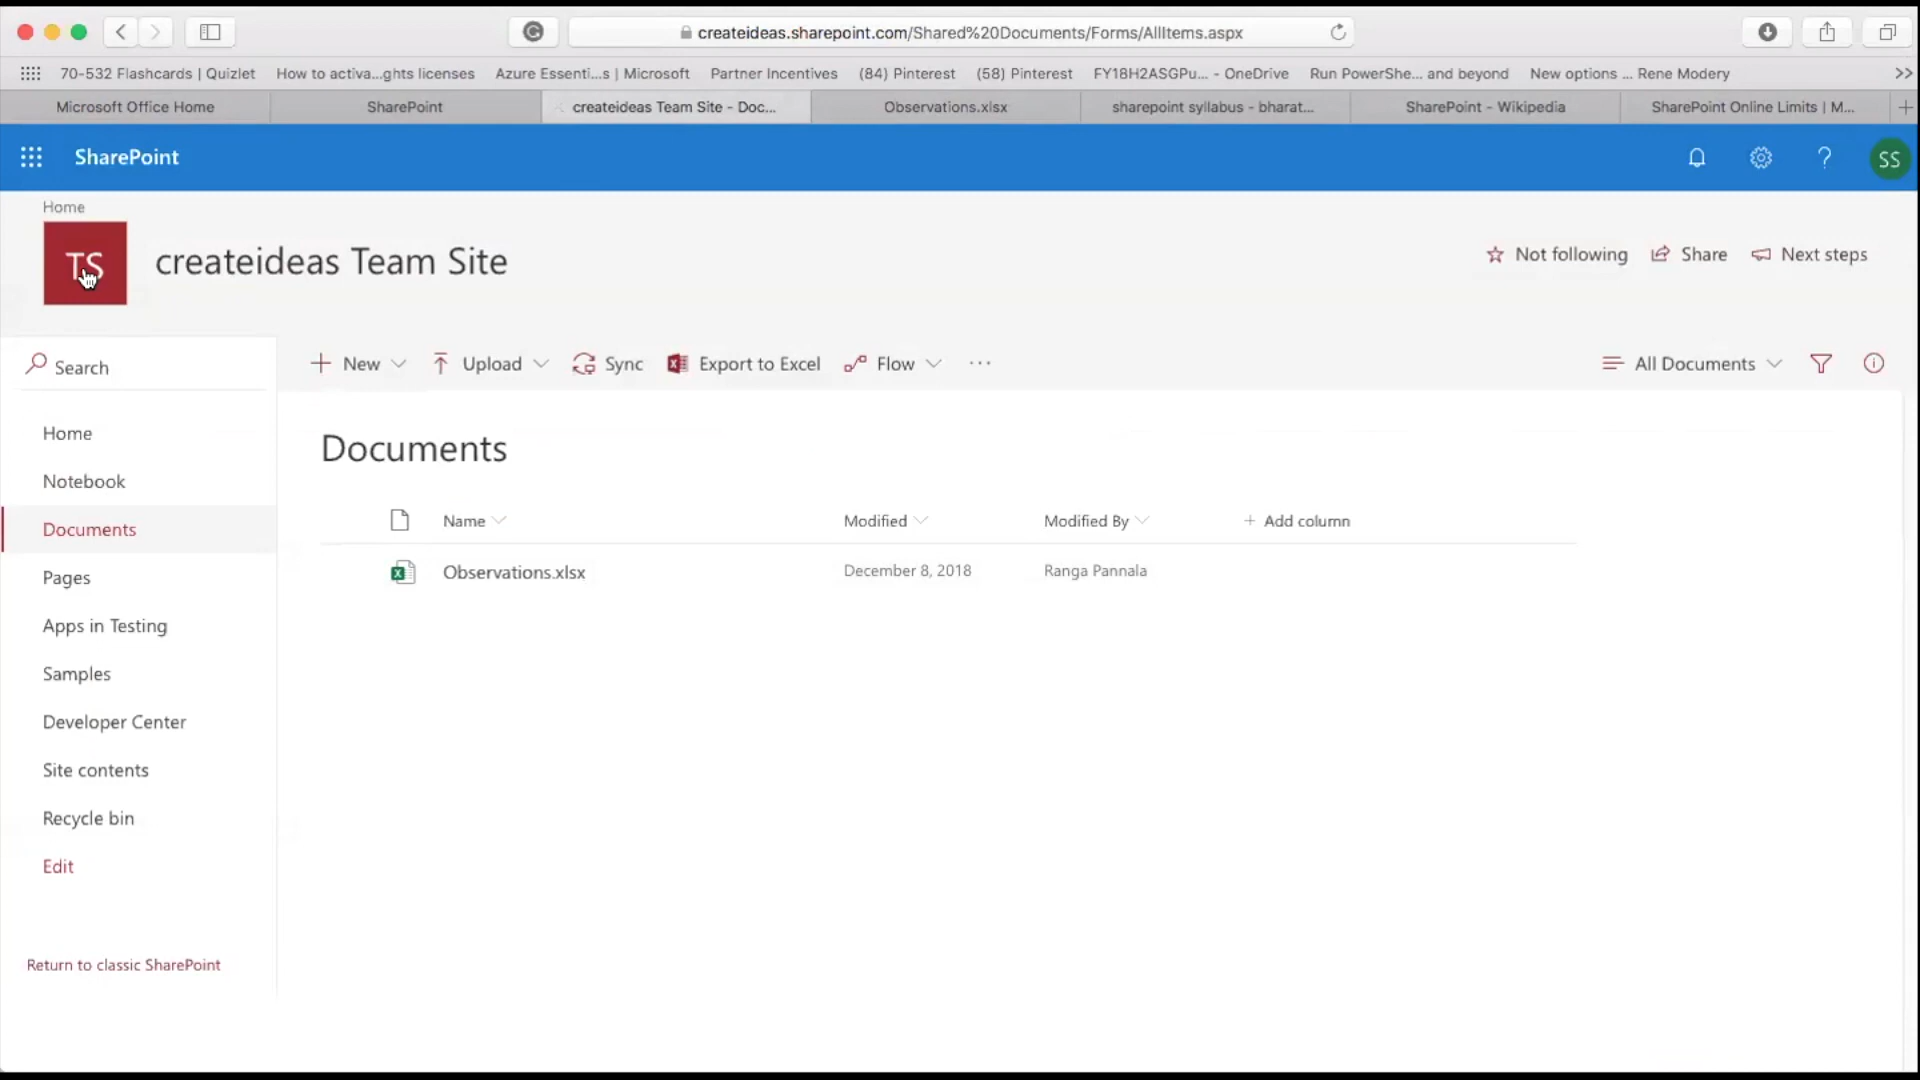 createideas.sharepoint.com/Shared%20Documents/Forms/AllItems.aspx
70-532 Flashcards | Quizlet How to activa...ghts licenses Azure Essenti...s | Microsoft Partner Incentives (84) Pinterest (58) Pinterest FY18H2ASGPu... - OneDrive Run PowerShe... and beyond New options ... Rene Modery >>
Microsoft Office Home SharePoint createideas Team Site - Doc... Observations.xlsx sharepoint syllabus - bharat... SharePoint - Wikipedia SharePoint Online Limits | M... +
SharePoint ? SS
Home
TS createideas Team Site Not following Share Next steps
Search + New Upload Sync Export to Excel Flow ... All Documents
Home
Documents
Notebook
Name Modified Modified By + Add column
Documents
Observations.xlsx December 8, 2018 Ranga Pannala
Pages
Apps in Testing
Samples
Developer Center
Site contents
Recycle bin
Edit
Return to classic SharePoint